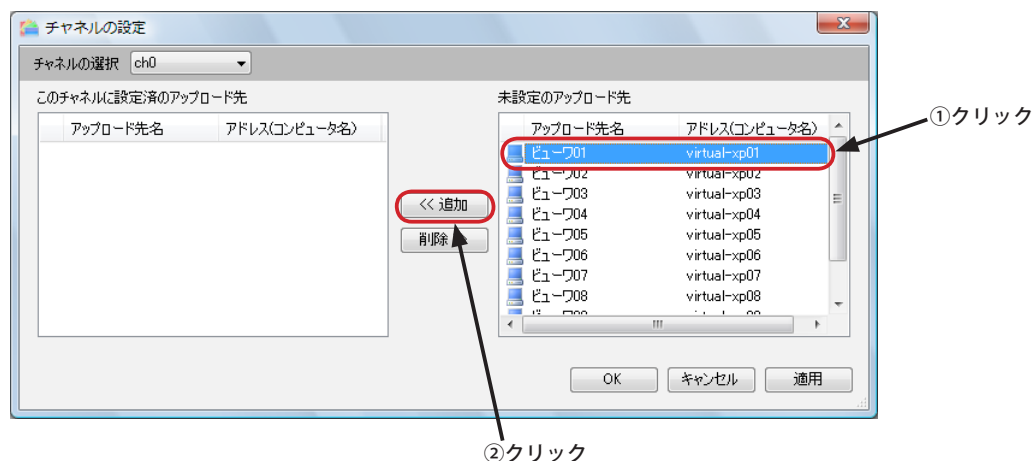 チャネルの設定
チャネルの選択 ch0
このチャネルに設定済のアップロード先
未設定のアップロード先
アップロード先名 アドレス(コンピュータ名)
アップロード先名 アドレス(コンピュータ名)
①クリック
ビューワ01 virtual-xp01
ビューワ02 virtual-xp02
ビューワ03 virtual-xp03
<< 追加
ビューワ04 virtual-xp04
削除
ビューワ05 virtual-xp05
ビューワ06 virtual-xp06
ビューワ07 virtual-xp07
ビューワ08 virtual-xp08
OK キャンセル 適用
②クリック